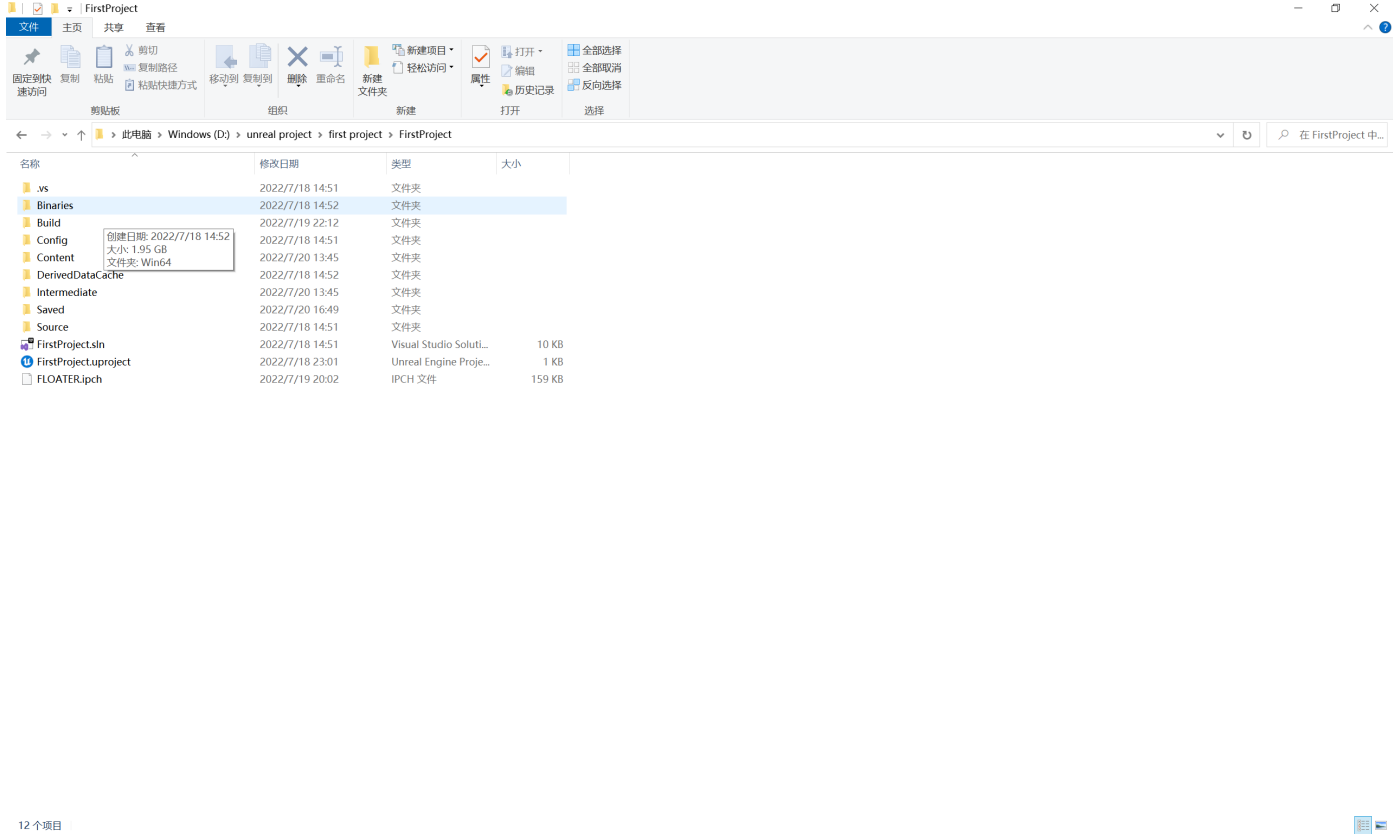 FirstProject
文件 主页 共享 查看
固定到快速访问
复制
粘贴
剪切
复制路径
粘贴快捷方式
剪贴板
移动到
复制到
删除
重命名
组织
新建文件夹
新建项目
轻松访问
新建
属性
打开
编辑
历史记录
打开
全部选择
全部取消
反向选择
选择
此电脑 Windows (D:) unreal project first project FirstProject
在 FirstProject 中...
名称 修改日期 类型 大小
.vs 2022/7/18 14:51 文件夹
Binaries 2022/7/18 14:52 文件夹
Build 2022/7/19 22:12 文件夹
Config 2022/7/18 14:51 文件夹
Content 2022/7/20 13:45 文件夹
DerivedDataCache 2022/7/18 14:52 文件夹
Intermediate 2022/7/20 13:45 文件夹
Saved 2022/7/20 16:49 文件夹
Source 2022/7/18 14:51 文件夹
FirstProject.sln 2022/7/18 14:51 Visual Studio Soluti... 10 KB
FirstProject.uproject 2022/7/18 23:01 Unreal Engine Proje... 1 KB
FLOATER.ipch 2022/7/19 20:02 IPCH 文件 159 KB
创建日期: 2022/7/18 14:52
大小: 1.95 GB
文件夹: Win64
12 个项目